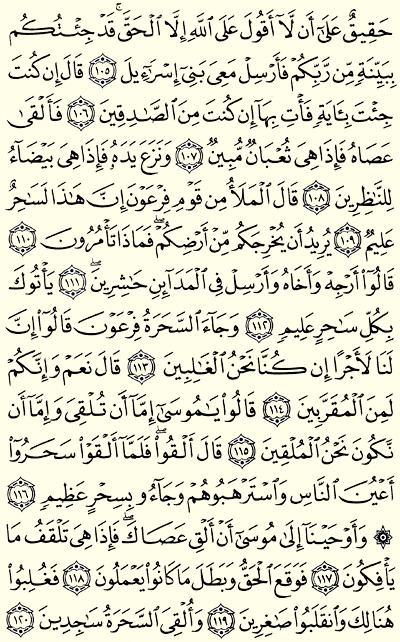 حَقِيقٌ عَلَىٰٓ أَن لَّآ أَقُولَ عَلَى ٱللَّهِ إِلَّا ٱلْحَقَّ ۚ قَدْ جِئْتُكُم
بِبَيِّنَةٍ مِّن رَّبِّكُمْ فَأَرْسِلْ مَعِىَ بَنِىٓ إِسْرَٰٓءِيلَ ١٠٥ قَالَ إِن كُنتَ
جِئْتَ بِـَٔايَةٍ فَأْتِ بِهَآ إِن كُنتَ مِنَ ٱلصَّـٰدِقِينَ ١٠٦ فَأَلْقَىٰ
عَصَاهُ فَإِذَا هِىَ ثُعْبَانٌ مُّبِينٌ ١٠٧ وَنَزَعَ يَدَهُۥ فَإِذَا هِىَ بَيْضَآءُ
لِلنَّـٰظِرِينَ ١٠٨ قَالَ ٱلْمَلَأُ مِن قَوْمِ فِرْعَوْنَ إِنَّ هَـٰذَا لَسَـٰحِرٌ
عَلِيمٌ ١٠٩ يُرِيدُ أَن يُخْرِجَكُم مِّنْ أَرْضِكُمْ ۖ فَمَاذَا تَأْمُرُونَ ١١٠
قَالُوٓا۟ أَرْجِهْ وَأَخَاهُ وَأَرْسِلْ فِى ٱلْمَدَآئِنِ حَـٰشِرِينَ ١١١ يَأْتُوكَ
بِكُلِّ سَـٰحِرٍ عَلِيمٍ ١١٢ وَجَآءَ ٱلسَّحَرَةُ فِرْعَوْنَ قَالُوٓا۟ إِنَّ
لَنَا لَأَجْرًا إِن كُنَّا نَحْنُ ٱلْغَـٰلِبِينَ ١١٣ قَالَ نَعَمْ وَإِنَّكُمْ
لَمِنَ ٱلْمُقَرَّبِينَ ١١٤ قَالُوا۟ يَـٰمُوسَىٰٓ إِمَّآ أَن تُلْقِىَ وَإِمَّآ أَن
نَّكُونَ نَحْنُ ٱلْمُلْقِينَ ١١٥ قَالَ أَلْقُوا۟ ۖ فَلَمَّآ أَلْقَوْا۟ سَحَرُوٓا۟
أَعْيُنَ ٱلنَّاسِ وَٱسْتَرْهَبُوهُمْ وَجَآءُو بِسِحْرٍ عَظِيمٍ ١١٦
۞ وَأَوْحَيْنَآ إِلَىٰ مُوسَىٰٓ أَنْ أَلْقِ عَصَاكَ ۖ فَإِذَا هِىَ تَلْقَفُ مَا
يَأْفِكُونَ ١١٧ فَوَقَعَ ٱلْحَقُّ وَبَطَلَ مَا كَانُوا۟ يَعْمَلُونَ ١١٨ فَغُلِبُوا۟
هُنَالِكَ وَٱنقَلَبُوا۟ صَـٰغِرِينَ ١١٩ وَأُلْقِىَ ٱلسَّحَرَةُ سَـٰجِدِينَ ١٢٠